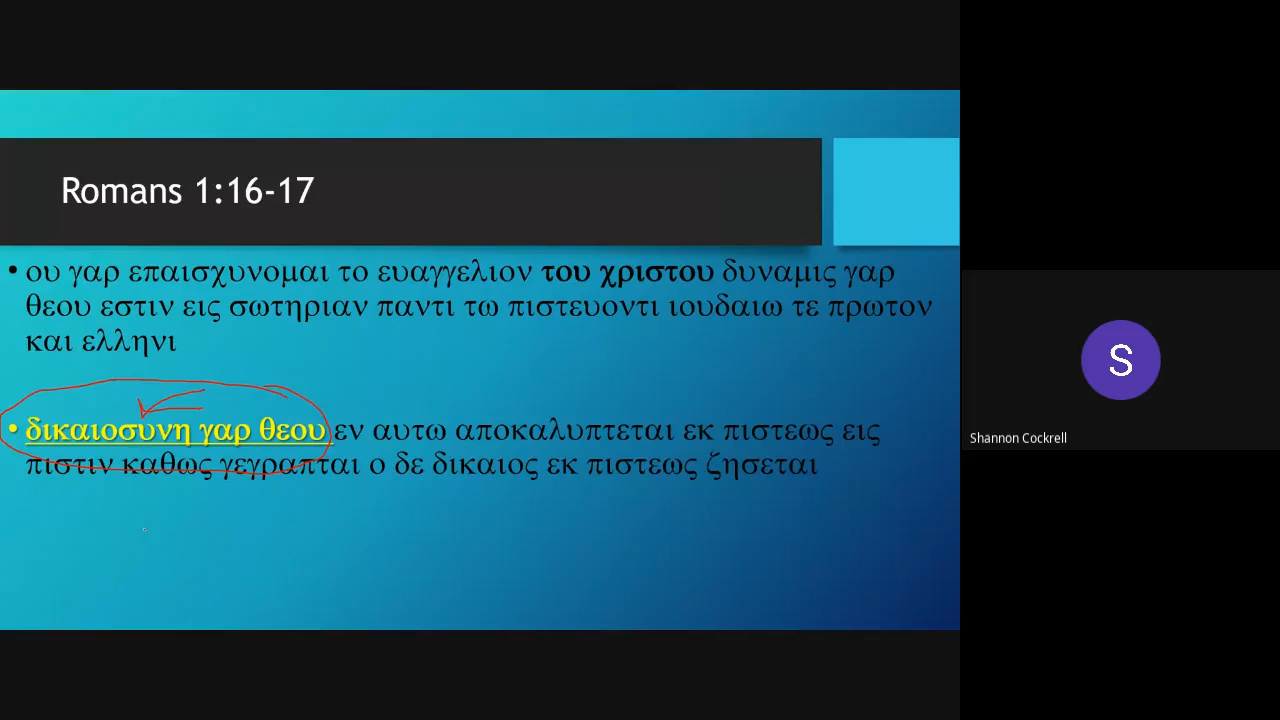 Romans 1:16-17
• ου γαρ επαισχυνομαι το ευαγγελιον του χριστου δυναμις γαρ
θεου εστιν εις σωτηριαν παντι τω πιστευοντι ιουδαιω τε πρωτον
και ελληνι
• δικαιοσυνη γαρ θεου εν αυτω αποκαλυπτεται εκ πιστεως εις
πιστιν καθως γεγραπται ο δε δικαιος εκ πιστεως ζησεται
S
Shannon Cockrell